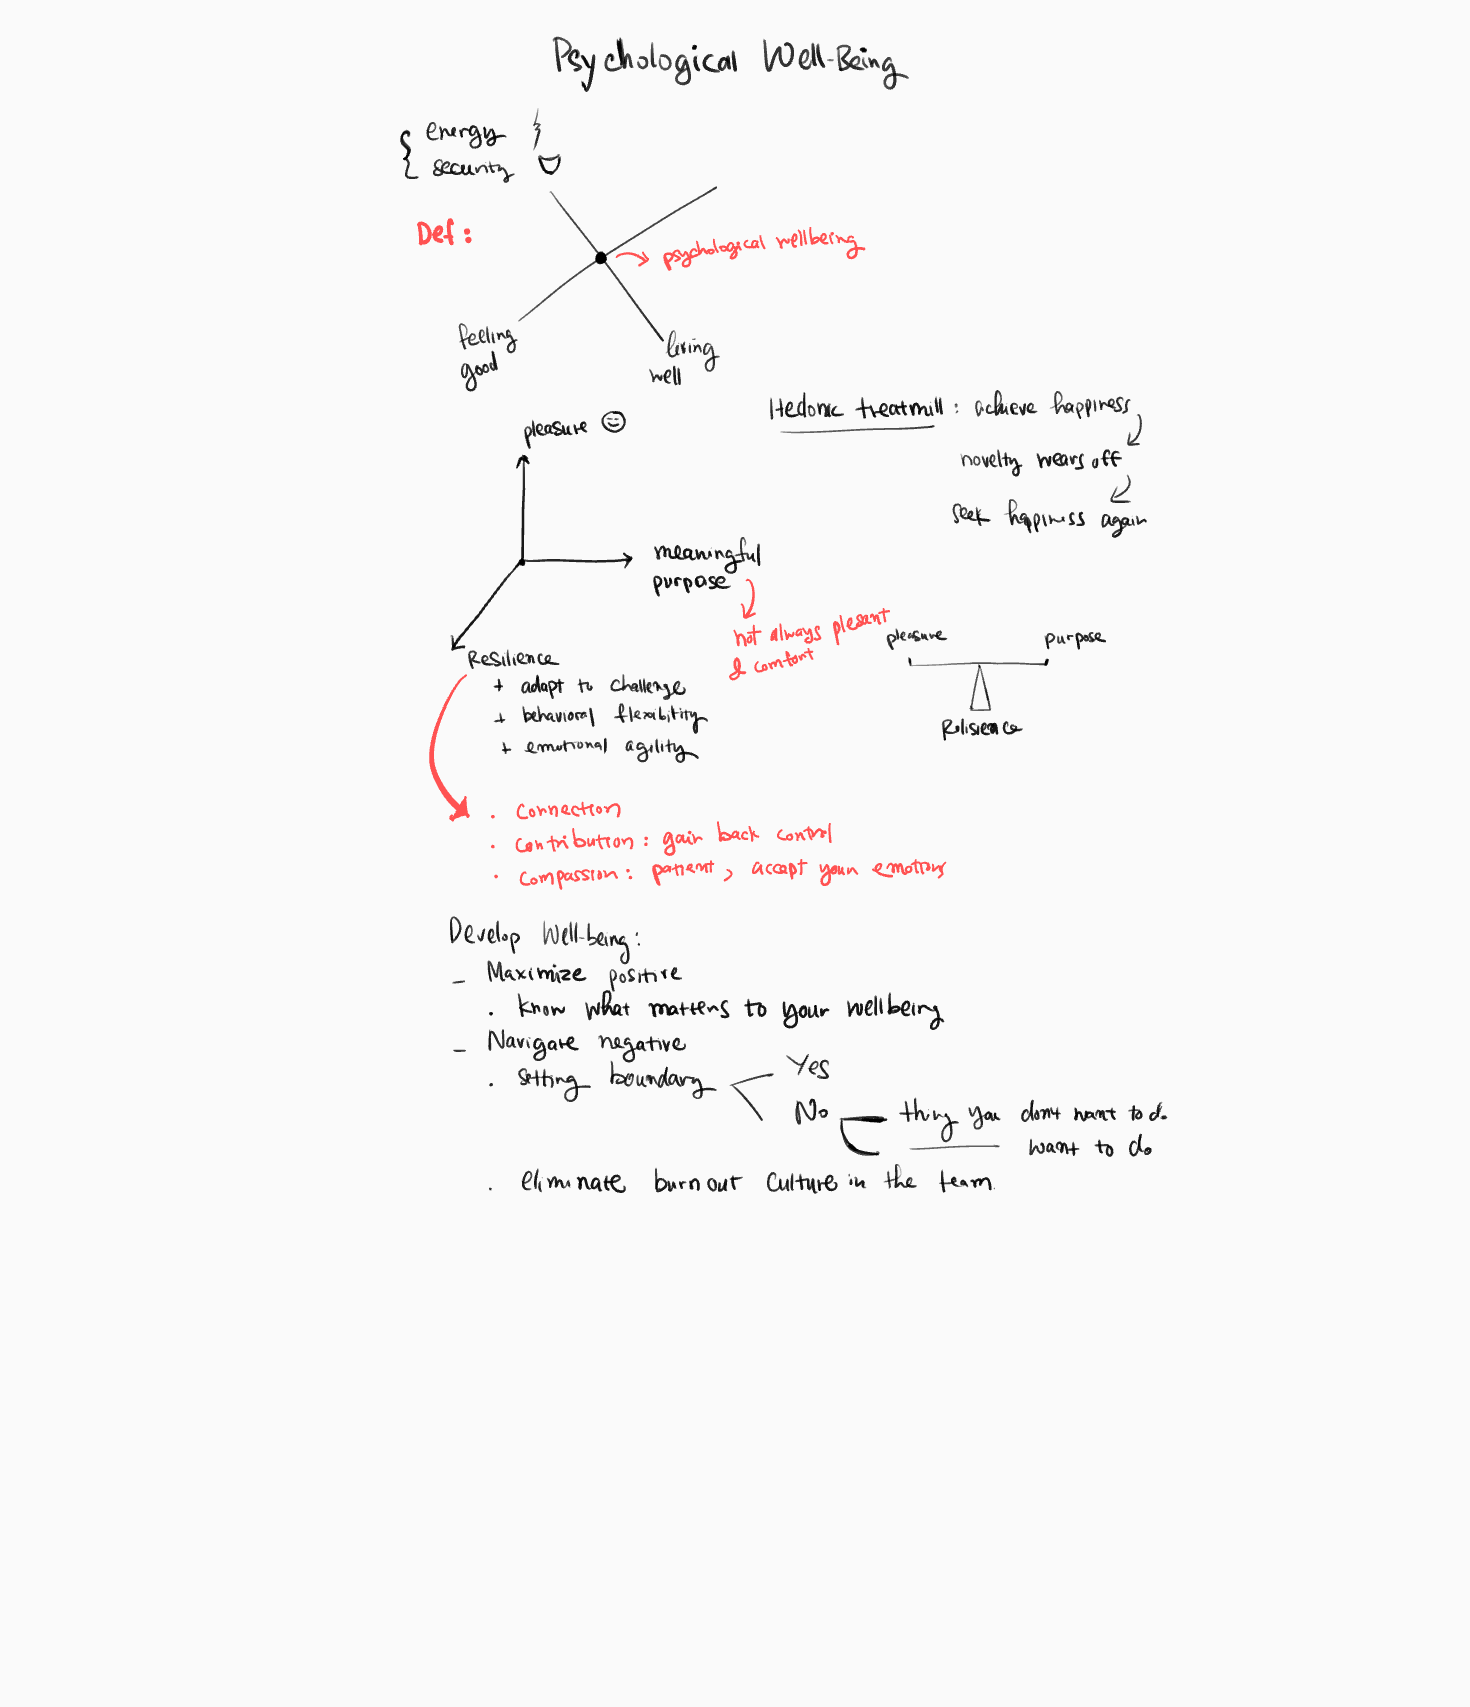 Psychological Well-Being
energy
security
Def:
psychological wellbeing
feeling
good
living
well
pleasure
Hedonic treatmill: achieve happiness
novelty wears off
seek happiness again
meaningful
purpose
not always plesant
& comfort
pleasure
purpose
Relisience
Resilience
+ adapt to challenge
+ behavioral flexibility
+ emotional agility
. Connection
. Contribution: gain back control
. Compassion: patient, accept your emotions
Develop Well-being:
- Maximize positive
. know what matters to your wellbeing
- Navigate negative
. setting boundary
Yes
No
thing you don't want to do
want to do
. eliminate burnout culture in the team